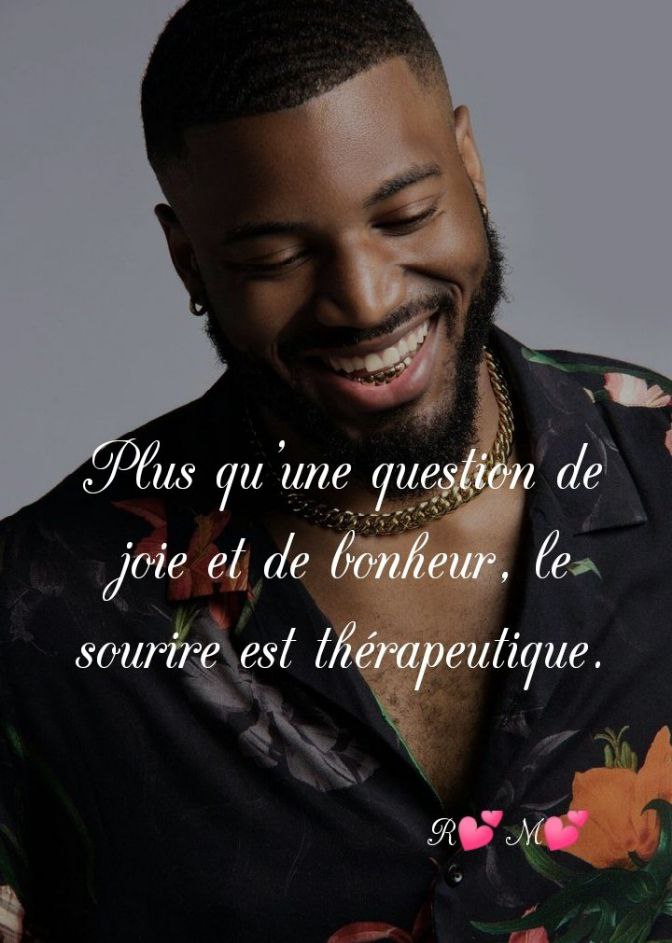 Plus qu'une question de
joie et de bonheur, le
sourire est thérapeutique.
R💕 M💕